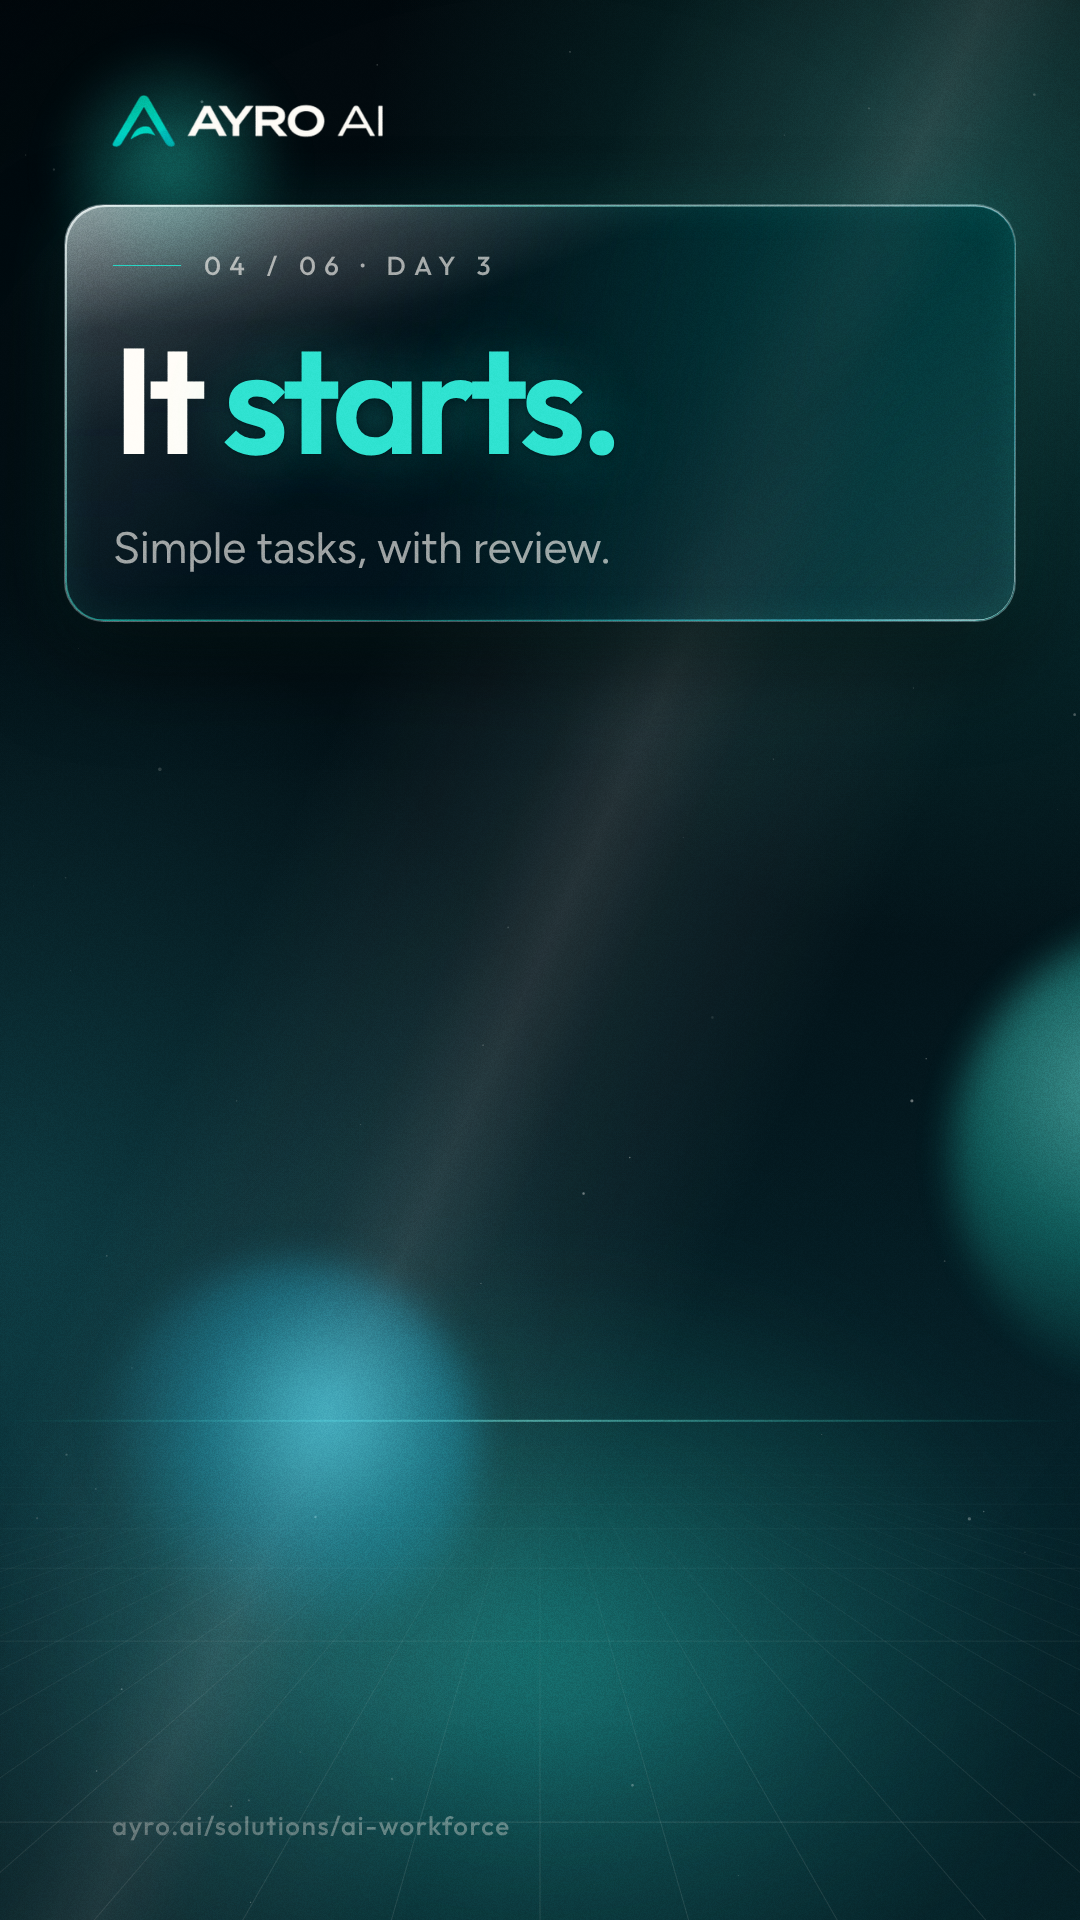 AYRO AI
04 / 06 · DAY 3
It starts.
Simple tasks, with review.
ayro.ai/solutions/ai-workforce